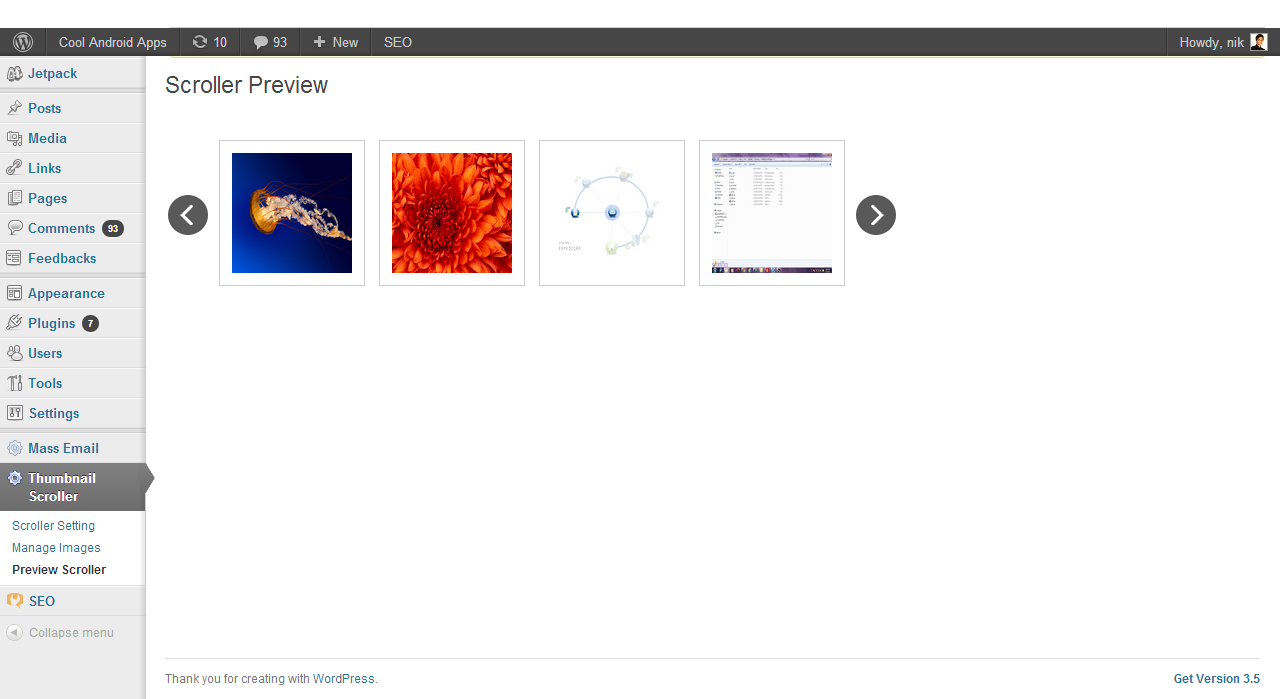 Cool Android Apps 10 93 New SEO Howdy, nik
Jetpack
Posts
Media
Links
Pages
Comments 93
Feedbacks
Appearance
Plugins 7
Users
Tools
Settings
Mass Email
Thumbnail
Scroller
Scroller Setting
Manage Images
Preview Scroller
SEO
Collapse menu
Scroller Preview
Thank you for creating with WordPress. Get Version 3.5